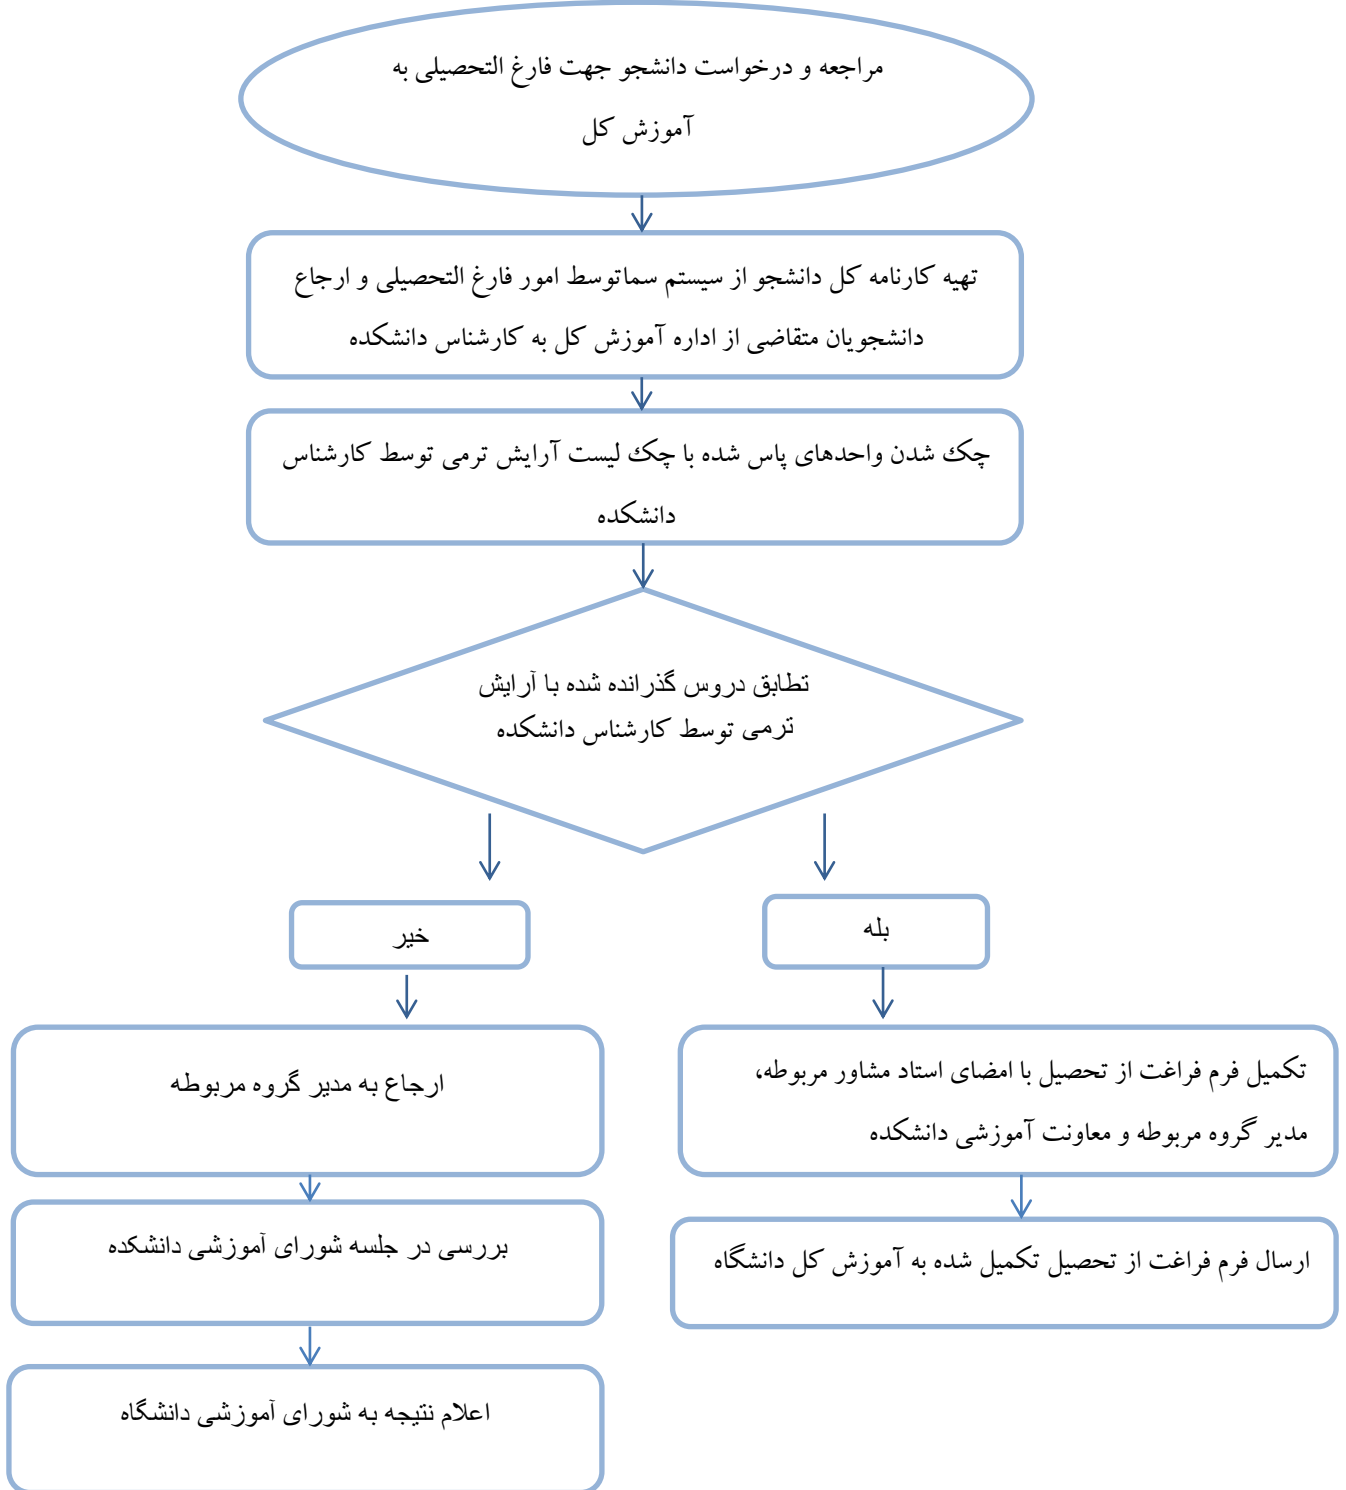 مراجعه و درخواست دانشجو جهت فارغ التحصیلی به
آموزش کل
تهیه کارنامه کل دانشجو از سیستم سماتوسط امور فارغ التحصیلی و ارجاع
دانشجویان متقاضی از اداره آموزش کل به کارشناس دانشکده
چک شدن واحدهای پاس شده با چک لیست آرایش ترمی توسط کارشناس
دانشکده
تطابق دروس گذرانده شده با آرایش
ترمی توسط کارشناس دانشکده
بله
خیر
تکمیل فرم فراغت از تحصیل با امضای استاد مشاور مربوطه،
مدیر گروه مربوطه و معاونت آموزشی دانشکده
ارسال فرم فراغت از تحصیل تکمیل شده به آموزش کل دانشگاه
ارجاع به مدیر گروه مربوطه
بررسی در جلسه شورای آموزشی دانشکده
اعلام نتیجه به شورای آموزشی دانشگاه